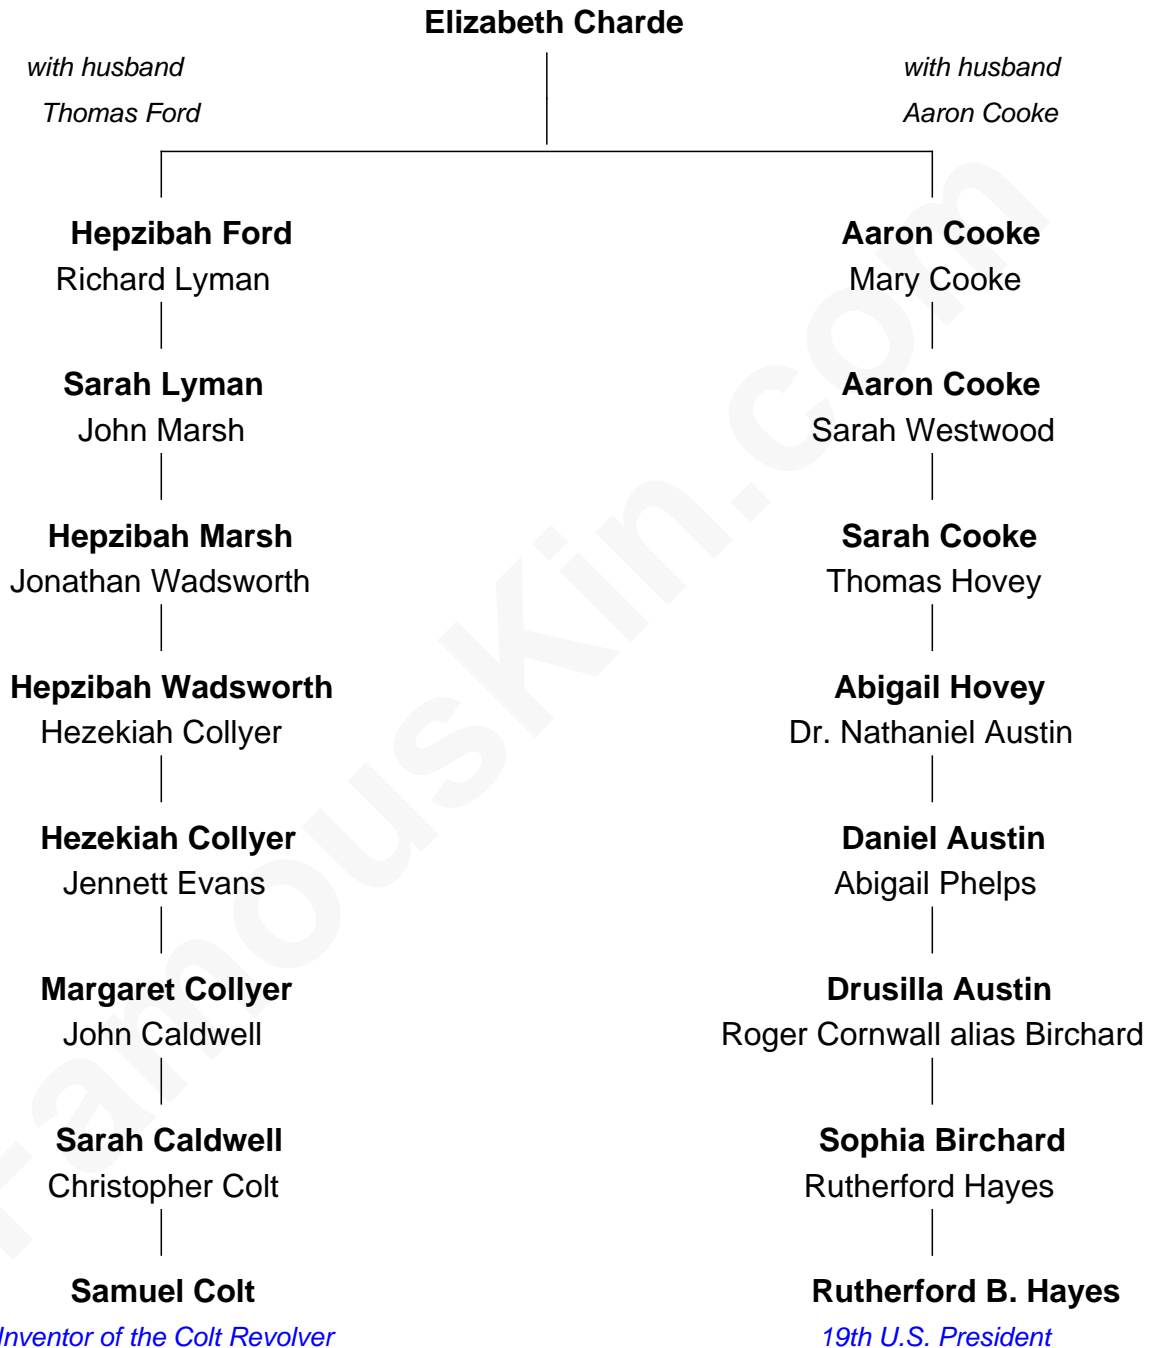 Elizabeth Charde
with husband
Thomas Ford
with husband
Aaron Cooke
Hepzibah Ford
Richard Lyman
Sarah Lyman
John Marsh
Hepzibah Marsh
Jonathan Wadsworth
Hepzibah Wadsworth
Hezekiah Collyer
Hezekiah Collyer
Jennett Evans
Margaret Collyer
John Caldwell
Sarah Caldwell
Christopher Colt
Samuel Colt
Inventor of the Colt Revolver
Aaron Cooke
Mary Cooke
Aaron Cooke
Sarah Westwood
Sarah Cooke
Thomas Hovey
Abigail Hovey
Dr. Nathaniel Austin
Daniel Austin
Abigail Phelps
Drusilla Austin
Roger Cornwall alias Birchard
Sophia Birchard
Rutherford Hayes
Rutherford B. Hayes
19th U.S. President
FamousKin.com